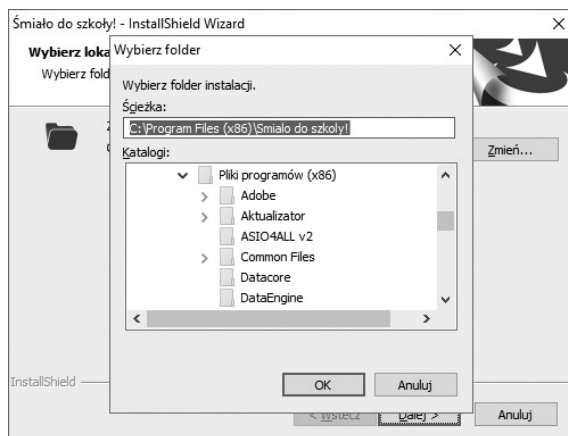 Śmiało do szkoły! - InstallShield Wizard
Wybierz loka
Wybierz fold
Wybierz folder
Wybierz folder instalacji.
Ścieżka:
C:\Program Files (x86)\Smialo do szkoly!
Katalogi:
Pliki programów (x86)
Adobe
Aktualizator
ASIO4ALL v2
Common Files
Datacore
DataEngine
Zmień...
OK
Anuluj
InstallShield
< Wstecz
Dalej >
Anuluj